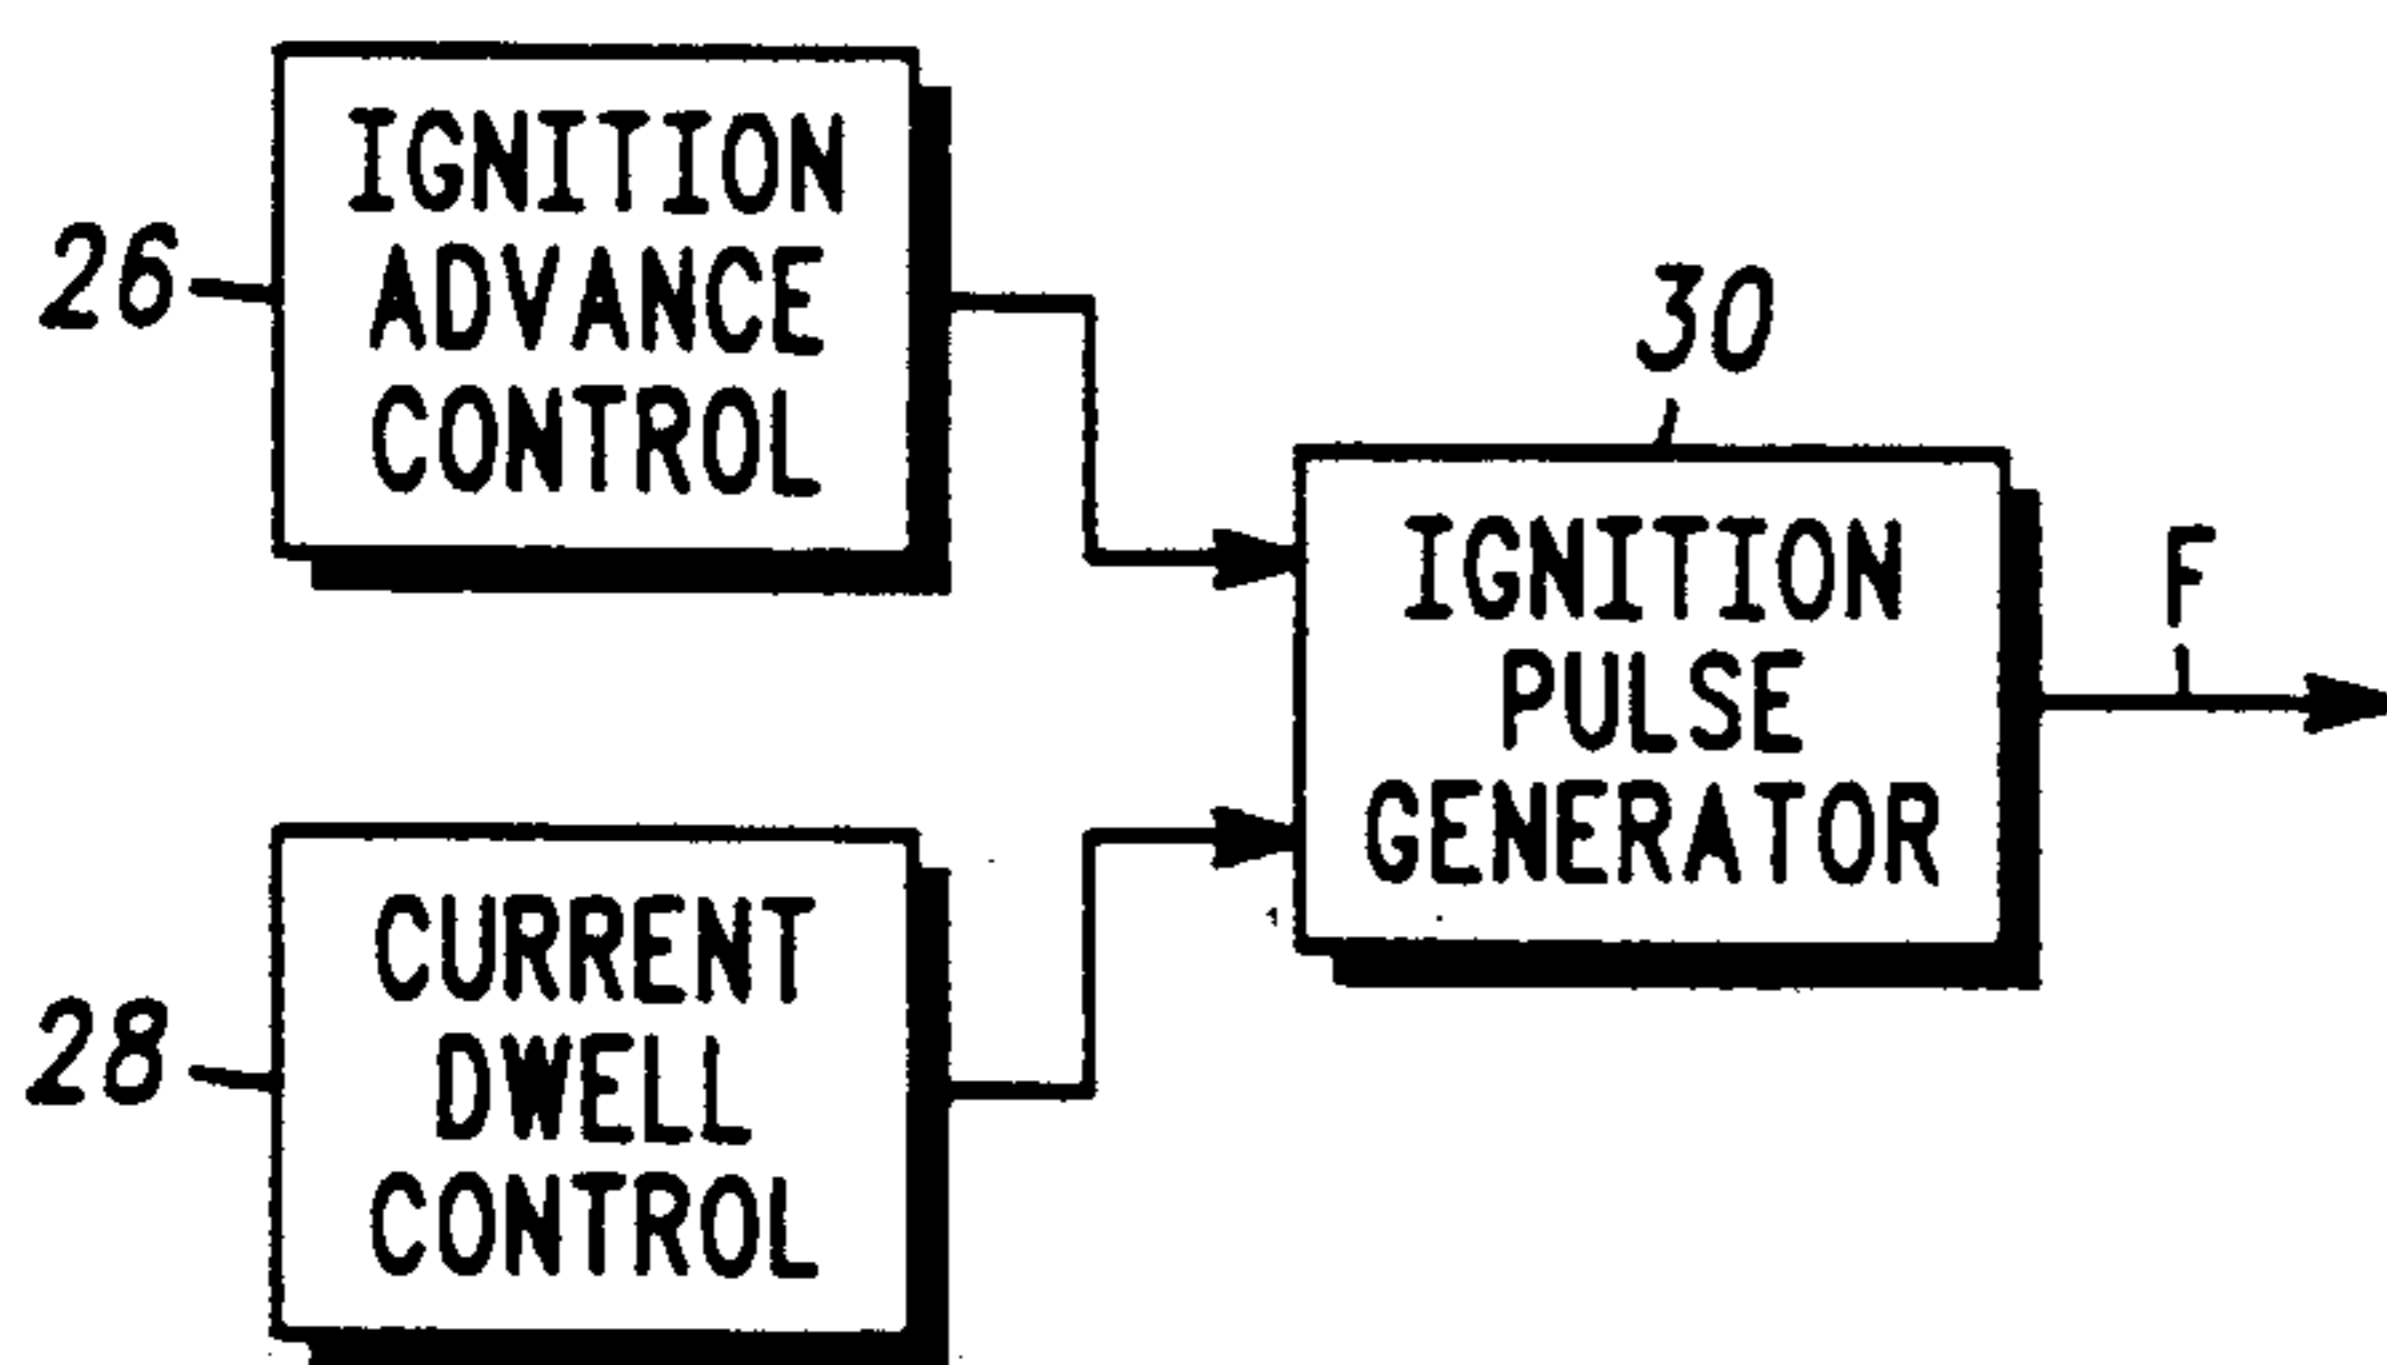 IGNITION
ADVANCE
CONTROL
26
30
IGNITION
PULSE
GENERATOR
F
CURRENT
DWELL
CONTROL
28